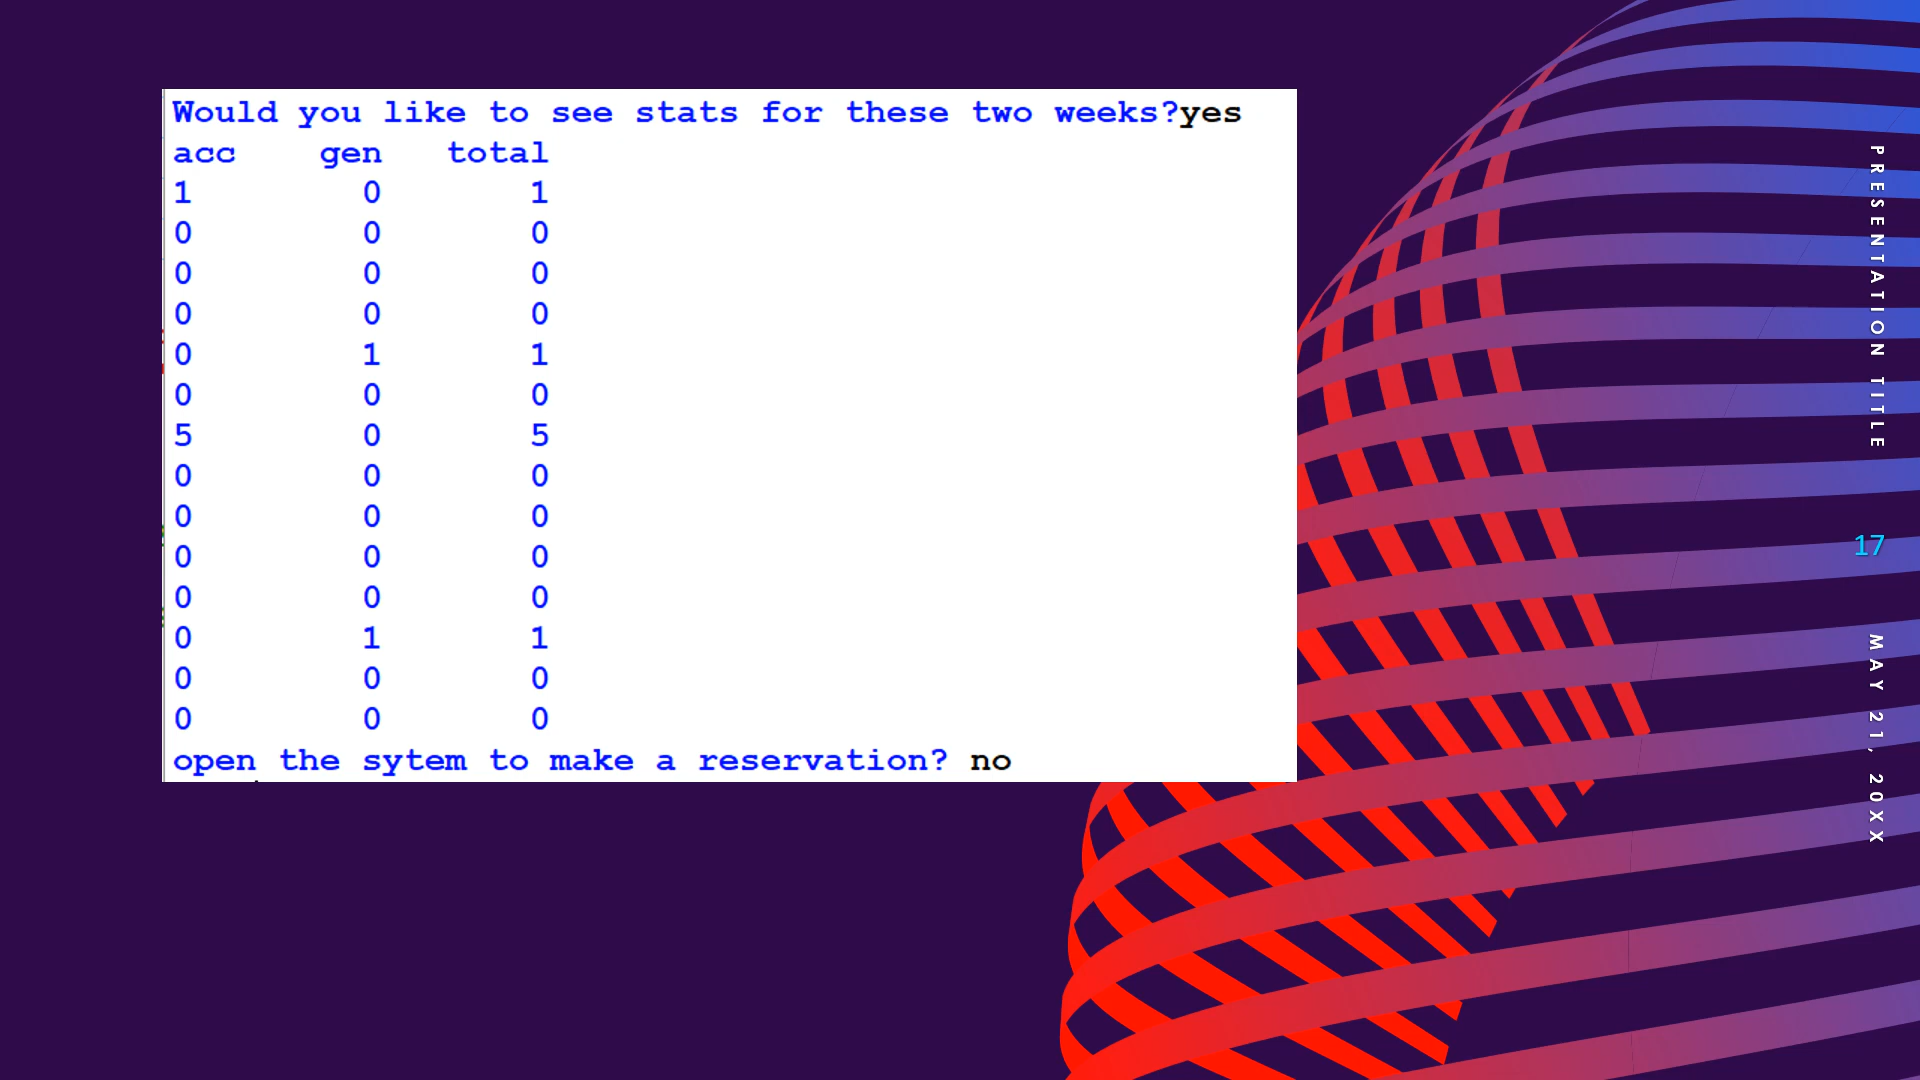 Would you like to see stats for these two weeks?yes
acc gen total
1 0 1
0 0 0
0 0 0
0 0 0
0 1 1
0 0 0
5 0 5
0 0 0
0 0 0
0 0 0
0 0 0
0 1 1
0 0 0
0 0 0
open the sytem to make a reservation? no
PRESENTATION TITLE
17
MAY 21, 20XX